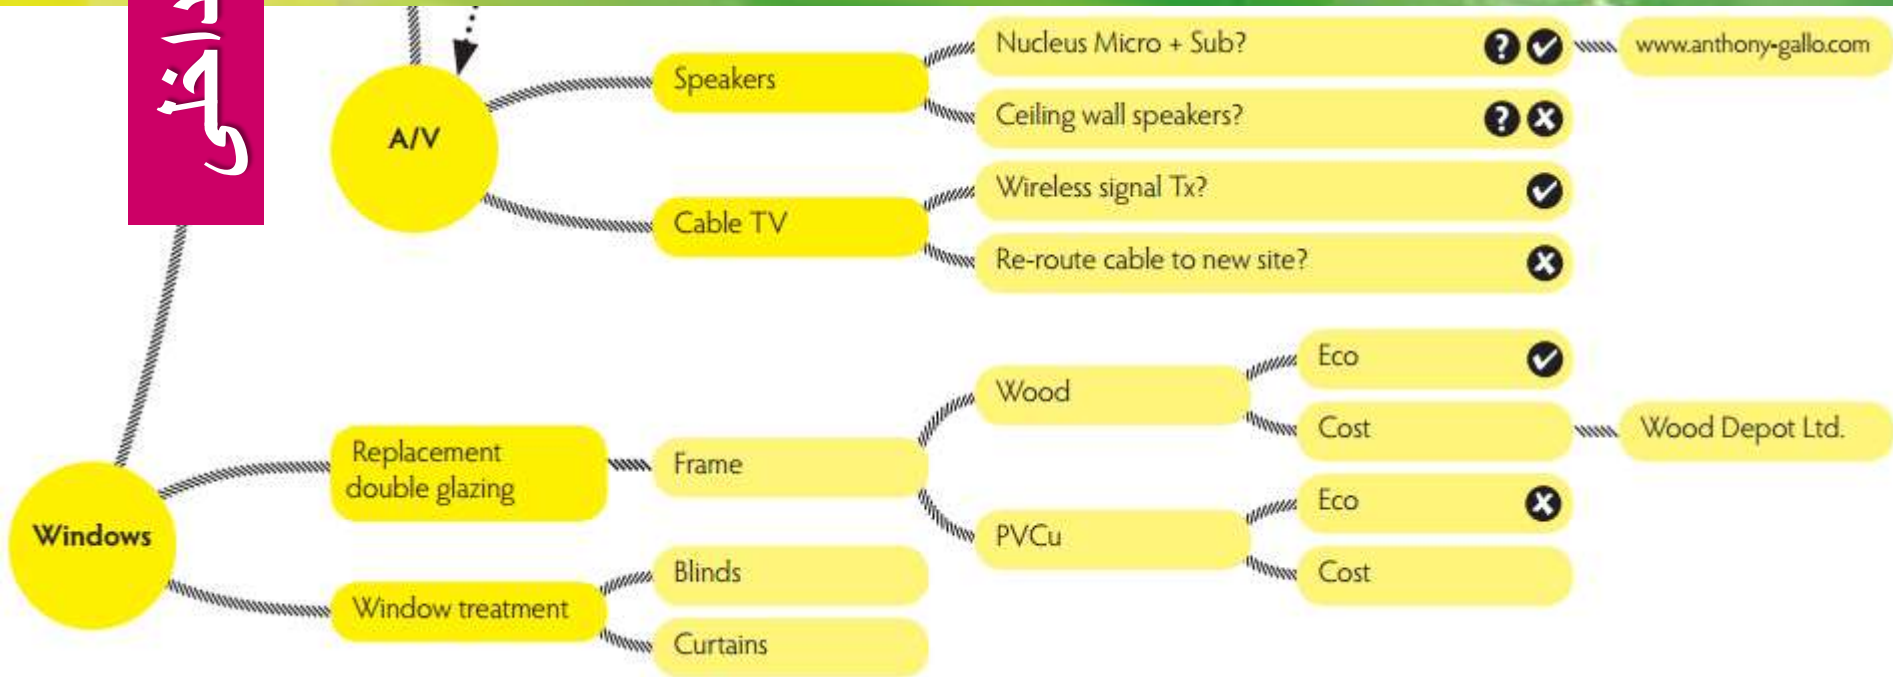 A/V
Speakers
Nucleus Micro + Sub?
www.anthony-gallo.com
Ceiling wall speakers?
Cable TV
Wireless signal Tx?
Re-route cable to new site?
Windows
Replacement
double glazing
Frame
Wood
Eco
Cost
Wood Depot Ltd.
PVCu
Eco
Cost
Window treatment
Blinds
Curtains